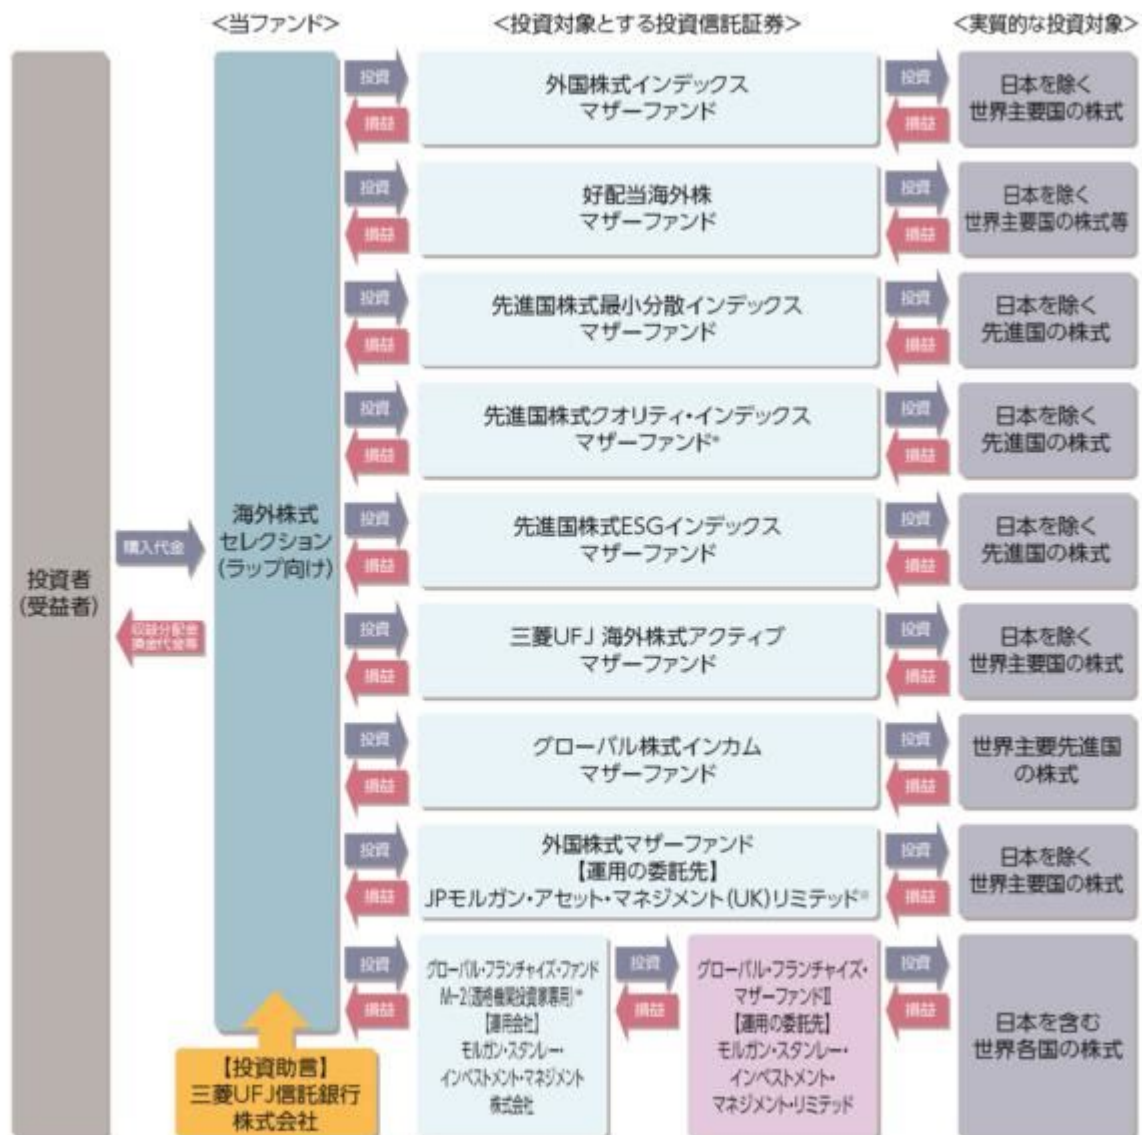 <当ファンド>
<投資対象とする投資信託証券>
<実質的な投資対象>
投資者
(受益者)
購入代金
収益分配金
換金代金等
海外株式
セレクション
(ラップ向け)
【投資助言】
三菱UFJ信託銀行
株式会社
投資
損益
外国株式インデックス
マザーファンド
投資
損益
日本を除く
世界主要国の株式
投資
損益
好配当海外株
マザーファンド
投資
損益
日本を除く
世界主要国の株式等
投資
損益
先進国株式最小分散インデックス
マザーファンド
投資
損益
日本を除く
先進国の株式
投資
損益
先進国株式クオリティ・インデックス
マザーファンド*
投資
損益
日本を除く
先進国の株式
投資
損益
先進国株式ESGインデックス
マザーファンド
投資
損益
日本を除く
先進国の株式
投資
損益
三菱UFJ 海外株式アクティブ
マザーファンド
投資
損益
日本を除く
世界主要国の株式
投資
損益
グローバル株式インカム
マザーファンド
投資
損益
世界主要先進国
の株式
投資
損益
外国株式マザーファンド
【運用の委託先】
JPモルガン・アセット・マネジメント(UK)リミテッド※
投資
損益
日本を除く
世界主要国の株式
投資
損益
グローバル・フランチャイズ・ファンド
M-2(適格機関投資家専用)*
【運用会社】
モルガン・スタンレー・
インベストメント・マネジメント
株式会社
投資
損益
グローバル・フランチャイズ・
マザーファンドⅡ
【運用の委託先】
モルガン・スタンレー・
インベストメント・
マネジメント・リミテッド
投資
損益
日本を含む
世界各国の株式